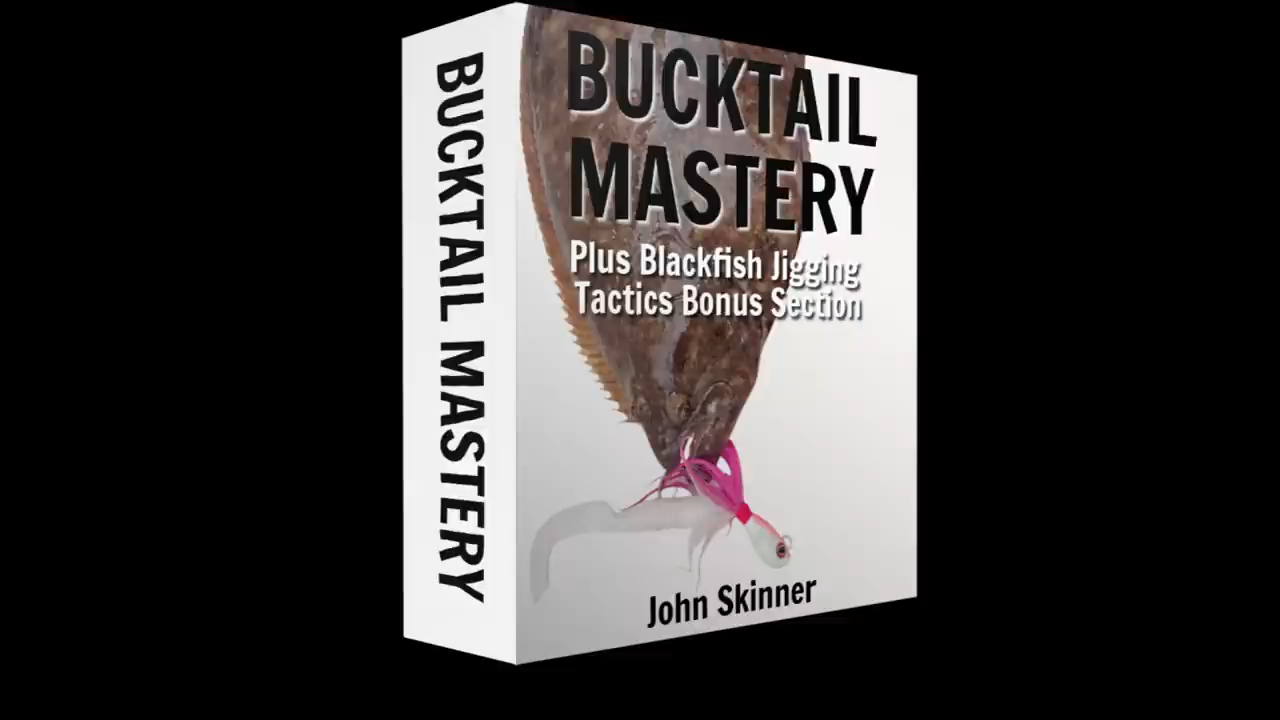 BUCKTAIL MASTERY
BUCKTAIL
MASTERY
Plus Blackfish Jigging
Tactics Bonus Section
John Skinner